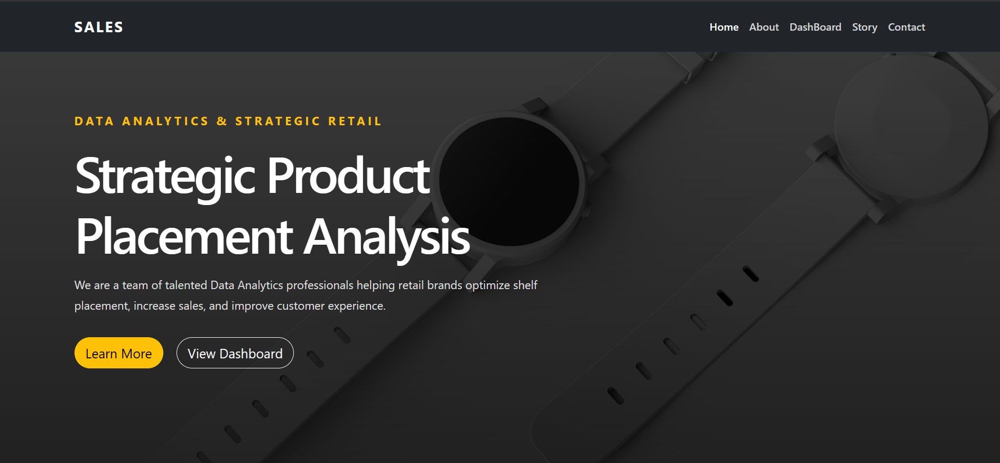 SALES
Home About DashBoard Story Contact
DATA ANALYTICS & STRATEGIC RETAIL
Strategic Product
Placement Analysis
We are a team of talented Data Analytics professionals helping retail brands optimize shelf
placement, increase sales, and improve customer experience.
Learn More View Dashboard